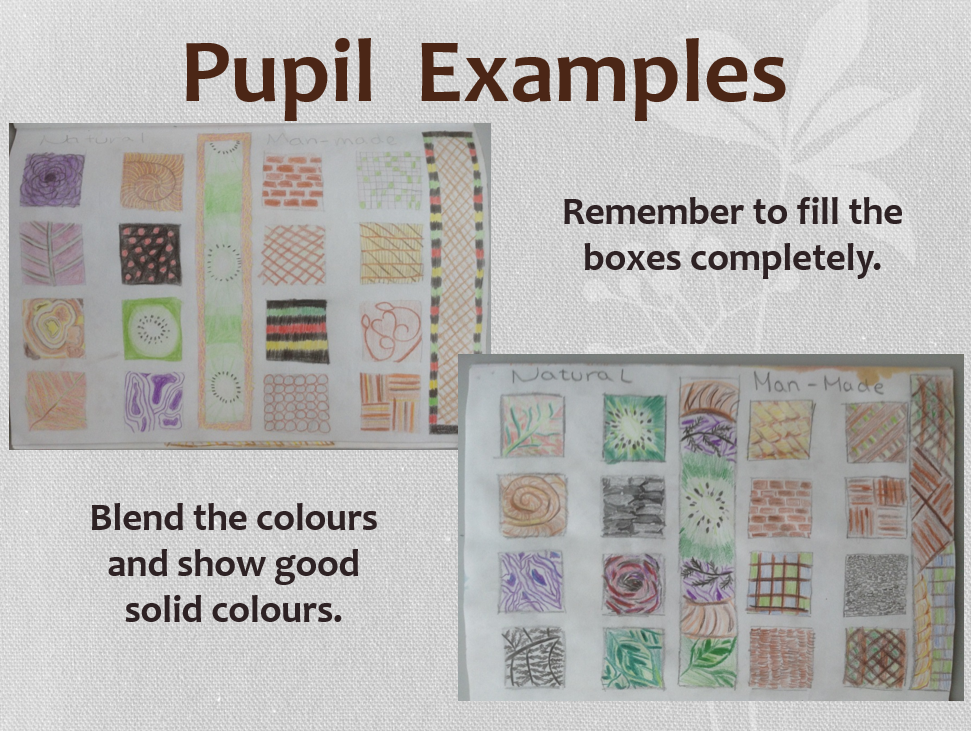 Pupil Examples
Natural
Man-made
Remember to fill the
boxes completely.
Natural
Man-Made
Blend the colours
and show good
solid colours.